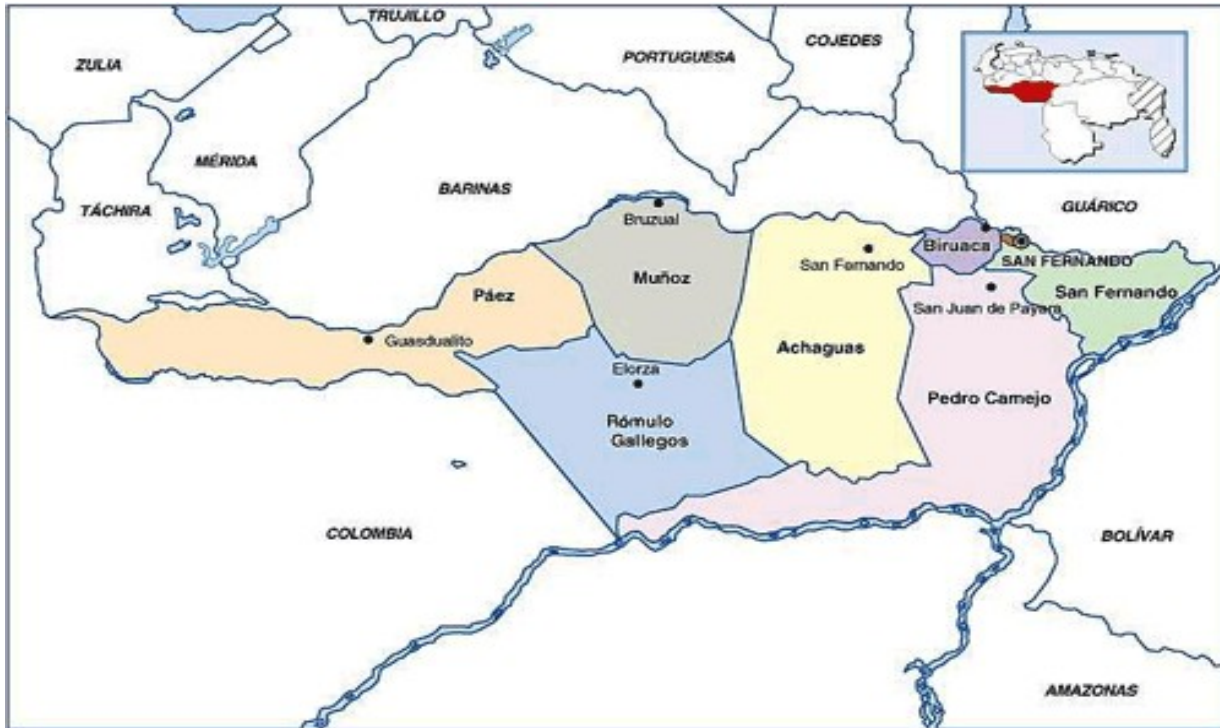 TRUJILLO
COJEDES
ZULIA
PORTUGUESA
MÉRIDA
BARINAS
TÁCHIRA
GUÁRICO
Bruzual
Biruaca
San Fernando
SAN FERNANDO
Muñoz
Páez
San Fernando
San Juan de Payara
Guasdualito
Achaguas
Elorza
Pedro Camejo
Rómulo
Gallegos
COLOMBIA
BOLÍVAR
AMAZONAS